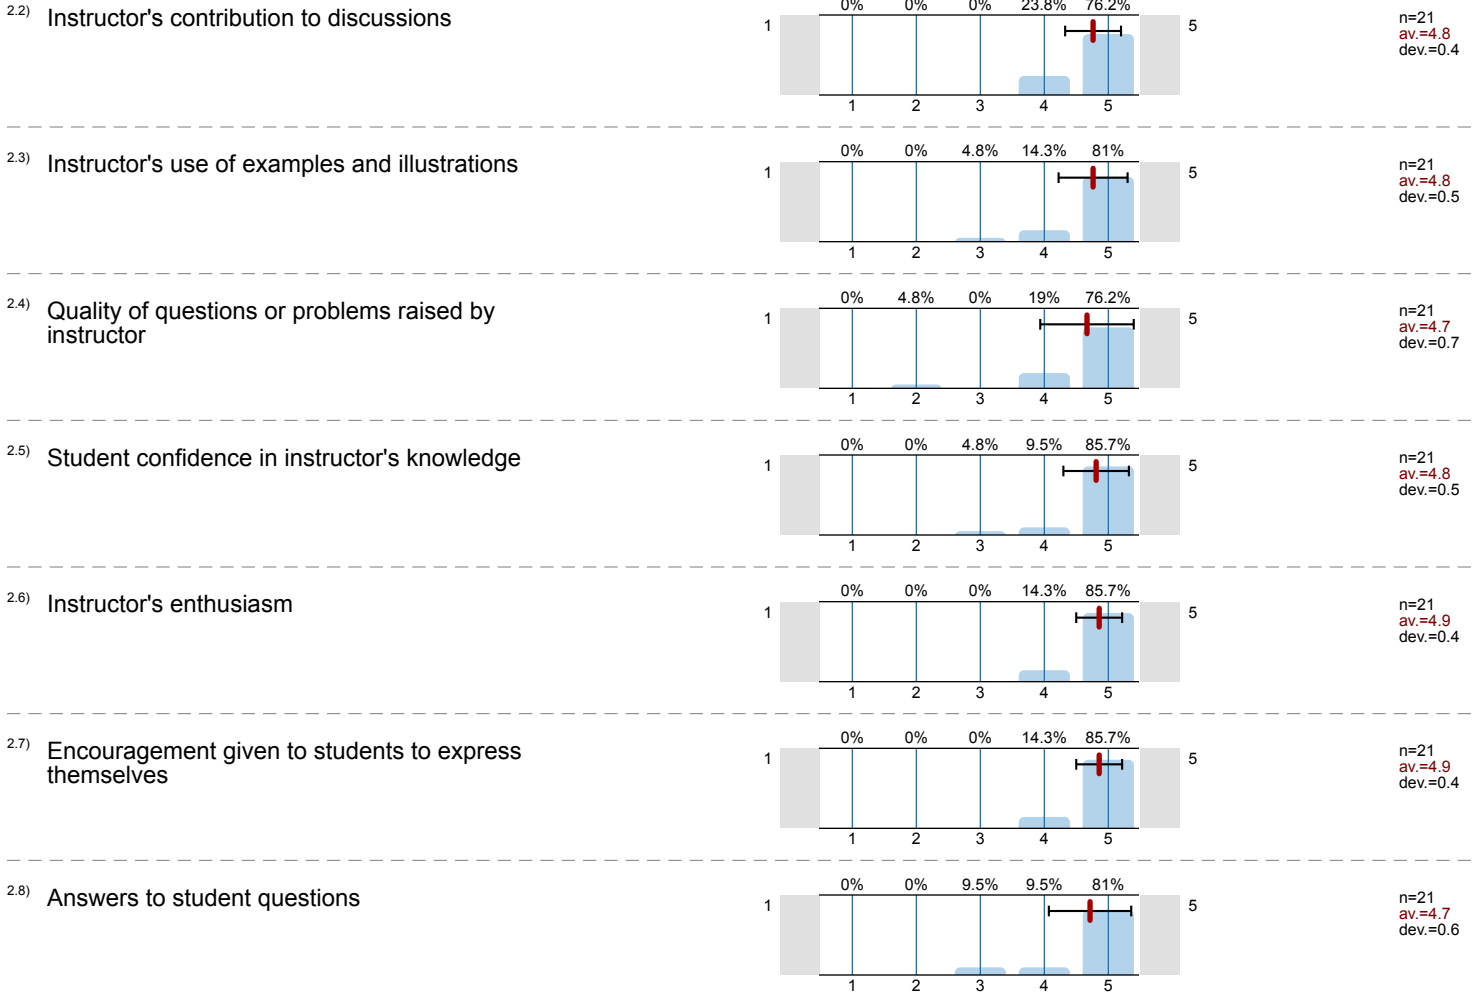 2.2) Instructor's contribution to discussions
0% 0% 0% 23.8% 76.2%
1 5
1 2 3 4 5
n=21
av.=4.8
dev.=0.4
2.3) Instructor's use of examples and illustrations
0% 0% 4.8% 14.3% 81%
1 5
1 2 3 4 5
n=21
av.=4.8
dev.=0.5
2.4) Quality of questions or problems raised by
instructor
0% 4.8% 0% 19% 76.2%
1 5
1 2 3 4 5
n=21
av.=4.7
dev.=0.7
2.5) Student confidence in instructor's knowledge
0% 0% 4.8% 9.5% 85.7%
1 5
1 2 3 4 5
n=21
av.=4.8
dev.=0.5
2.6) Instructor's enthusiasm
0% 0% 0% 14.3% 85.7%
1 5
1 2 3 4 5
n=21
av.=4.9
dev.=0.4
2.7) Encouragement given to students to express
themselves
0% 0% 0% 14.3% 85.7%
1 5
1 2 3 4 5
n=21
av.=4.9
dev.=0.4
2.8) Answers to student questions
0% 0% 9.5% 9.5% 81%
1 5
1 2 3 4 5
n=21
av.=4.7
dev.=0.6